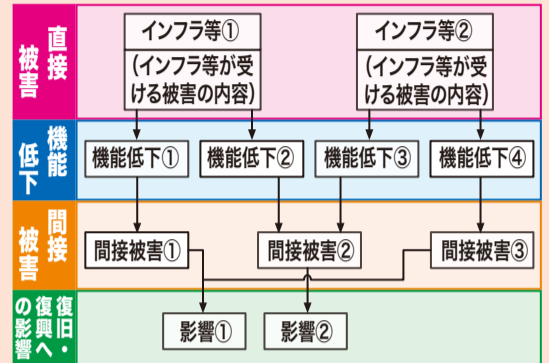 直接
被害
インフラ等①
(インフラ等が受
ける被害の内容)
インフラ等②
(インフラ等が受
ける被害の内容)
機能
低下
機能低下①
機能低下②
機能低下③
機能低下④
間接
被害
間接被害①
間接被害②
間接被害③
復旧・
復興へ
の影響
影響①
影響②